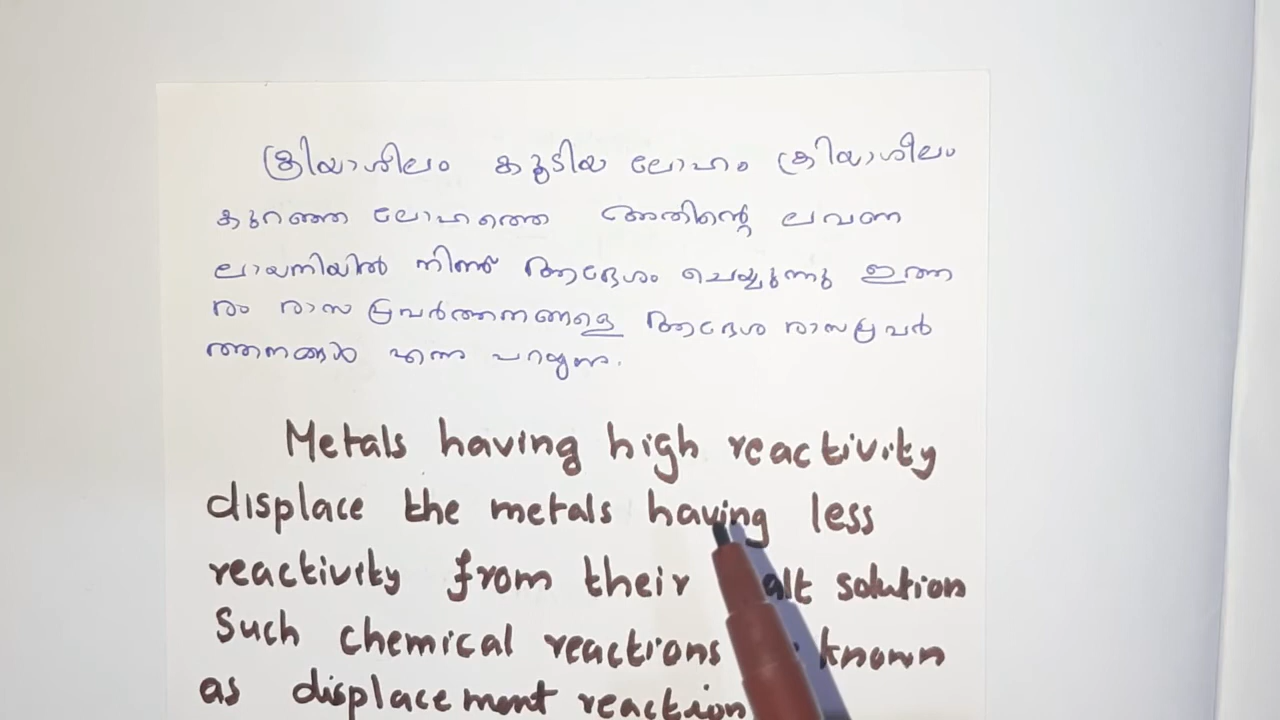 ക്രിയാശീലം കൂടിയ ലോഹം ക്രിയാശീലം
കുറഞ്ഞ ലോഹത്തെ അതിന്റെ ലവണ
ലായനിയിൽ നിന്ന് ആദേശം ചെയ്യുന്നു ഇത്ത
രം രാസ പ്രവർത്തനങ്ങളെ ആദേശ രാസപ്രവർ
ത്തനങ്ങൾ എന്നു പറയുന്നു.
Metals having high reactivity
displace the metals having less
reactivity from their solution
Such chemical reactions known
as displacement reaction